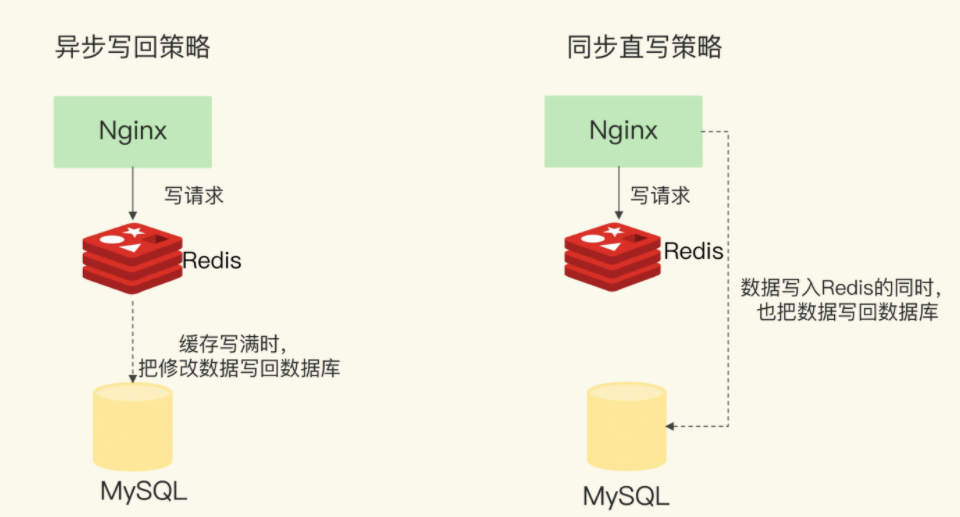 异步写回策略
Nginx
写请求
Redis
缓存写满时，
把修改数据写回数据库
MySQL
同步直写策略
Nginx
写请求
Redis
数据写入Redis的同时，
也把数据写回数据库
MySQL